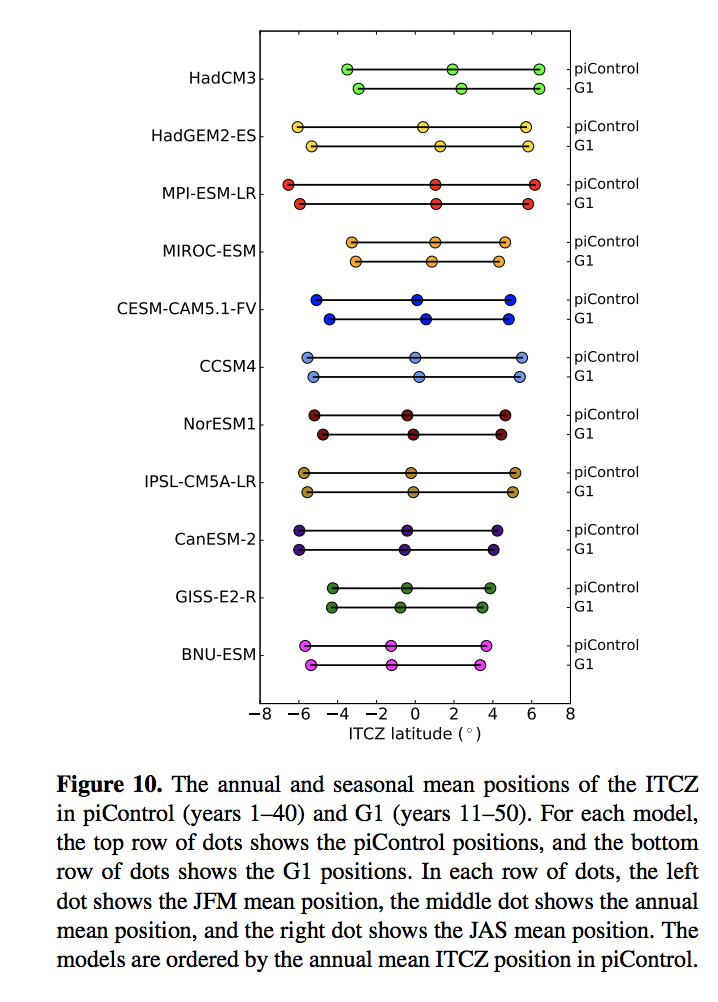 HadCM3
piControl
G1
HadGEM2-ES
piControl
G1
MPI-ESM-LR
piControl
G1
MIROC-ESM
piControl
G1
CESM-CAM5.1-FV
piControl
G1
CCSM4
piControl
G1
NorESM1
piControl
G1
IPSL-CM5A-LR
piControl
G1
CanESM-2
piControl
G1
GISS-E2-R
piControl
G1
BNU-ESM
piControl
G1
−8 −6 −4 −2 0 2 4 6 8
ITCZ latitude (°)
Figure 10. The annual and seasonal mean positions of the ITCZ
in piControl (years 1–40) and G1 (years 11–50). For each model,
the top row of dots shows the piControl positions, and the bottom
row of dots shows the G1 positions. In each row of dots, the left
dot shows the JFM mean position, the middle dot shows the annual
mean position, and the right dot shows the JAS mean position. The
models are ordered by the annual mean ITCZ position in piControl.